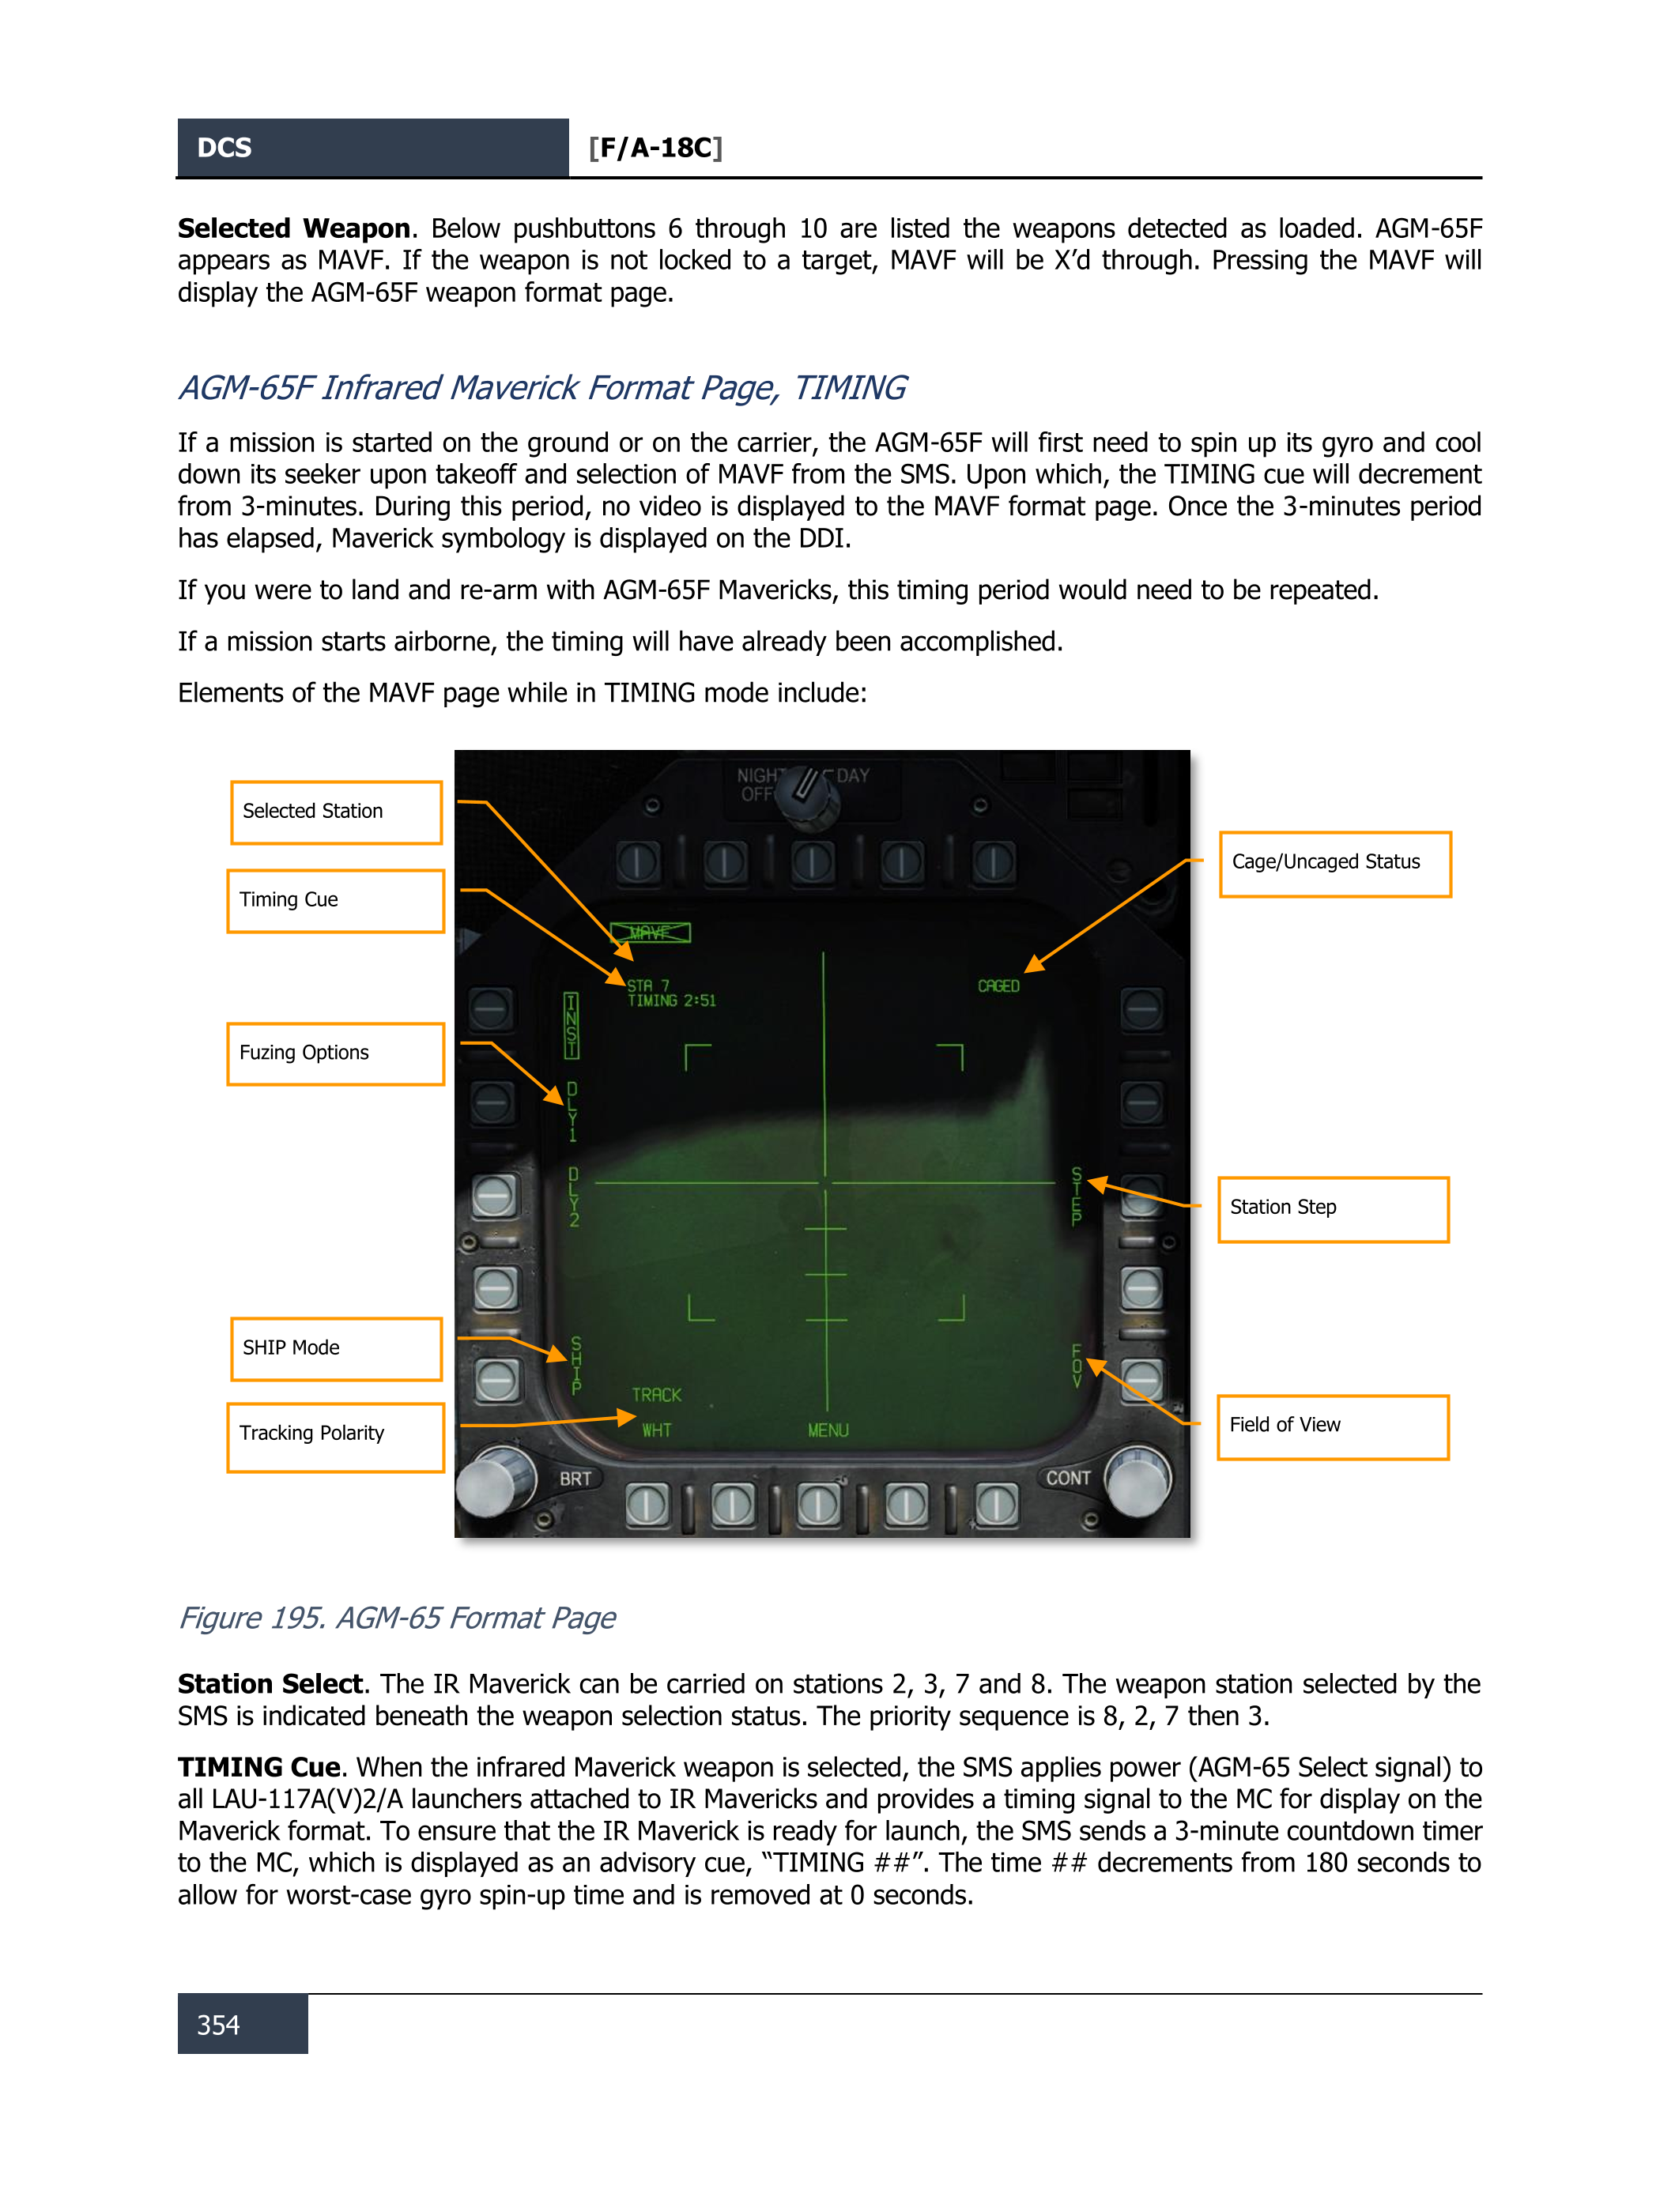 DCS [F/A-18C]
Selected Weapon. Below pushbuttons 6 through 10 are listed the weapons detected as loaded. AGM-65F
appears as MAVF. If the weapon is not locked to a target, MAVF will be X’d through. Pressing the MAVF will
display the AGM-65F weapon format page.
AGM-65F Infrared Maverick Format Page, TIMING
If a mission is started on the ground or on the carrier, the AGM-65F will first need to spin up its gyro and cool
down its seeker upon takeoff and selection of MAVF from the SMS. Upon which, the TIMING cue will decrement
from 3-minutes. During this period, no video is displayed to the MAVF format page. Once the 3-minutes period
has elapsed, Maverick symbology is displayed on the DDI.
If you were to land and re-arm with AGM-65F Mavericks, this timing period would need to be repeated.
If a mission starts airborne, the timing will have already been accomplished.
Elements of the MAVF page while in TIMING mode include:
Selected Station
Timing Cue
Fuzing Options
SHIP Mode
Tracking Polarity
NIGHT DAY
OFF
MAVF
STA 7
TIMING 2:51
CAGED
INST
DLY1
DLY2
SHIP
STEP
FOV
TRACK
WHT
MENU
BRT
CONT
Cage/Uncaged Status
Station Step
Field of View
Figure 195. AGM-65 Format Page
Station Select. The IR Maverick can be carried on stations 2, 3, 7 and 8. The weapon station selected by the
SMS is indicated beneath the weapon selection status. The priority sequence is 8, 2, 7 then 3.
TIMING Cue. When the infrared Maverick weapon is selected, the SMS applies power (AGM-65 Select signal) to
all LAU-117A(V)2/A launchers attached to IR Mavericks and provides a timing signal to the MC for display on the
Maverick format. To ensure that the IR Maverick is ready for launch, the SMS sends a 3-minute countdown timer
to the MC, which is displayed as an advisory cue, “TIMING ##”. The time ## decrements from 180 seconds to
allow for worst-case gyro spin-up time and is removed at 0 seconds.
354